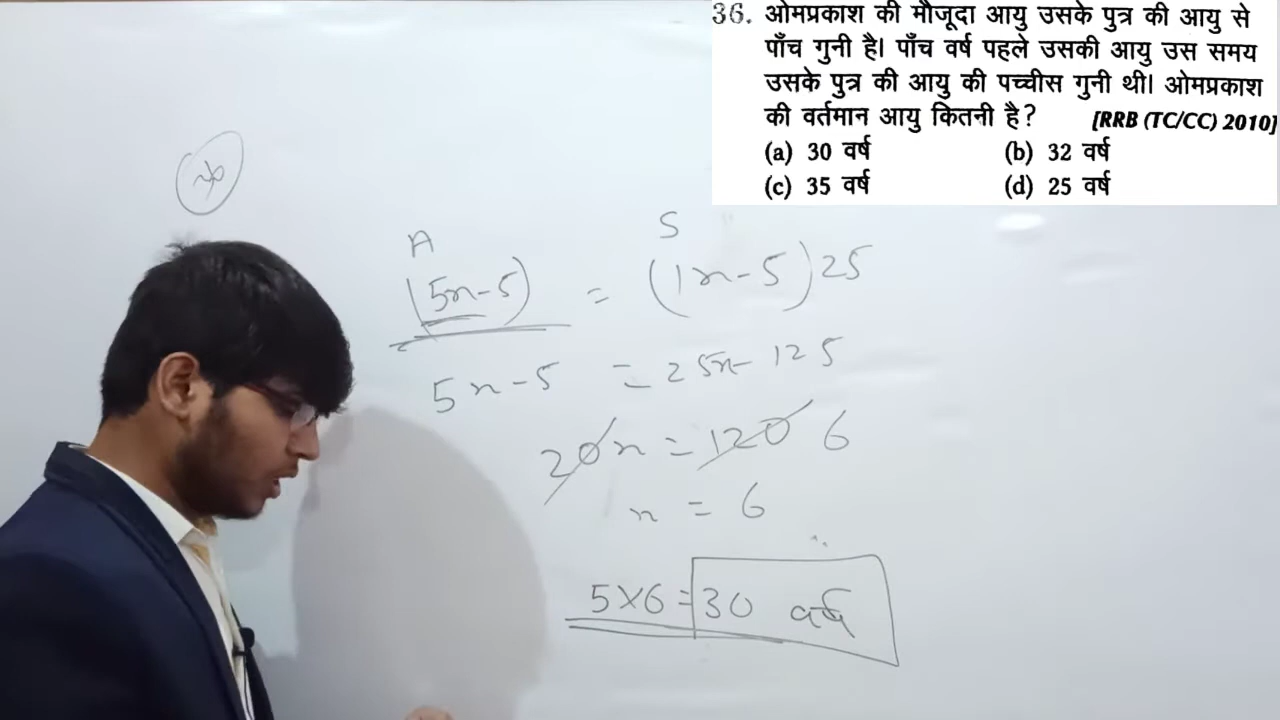 36. ओमप्रकाश की मौजूदा आयु उसके पुत्र की आयु से
पाँच गुनी है। पाँच वर्ष पहले उसकी आयु उस समय
उसके पुत्र की आयु की पच्चीस गुनी थी। ओमप्रकाश
की वर्तमान आयु कितनी है? [RRB (TC/CC) 2010]
(a) 30 वर्ष (b) 32 वर्ष
(c) 35 वर्ष (d) 25 वर्ष
A S
(5x-5) = (1x-5)25
5x-5 = 25x-125
20x = 120 6
x = 6
5×6=30 वर्ष